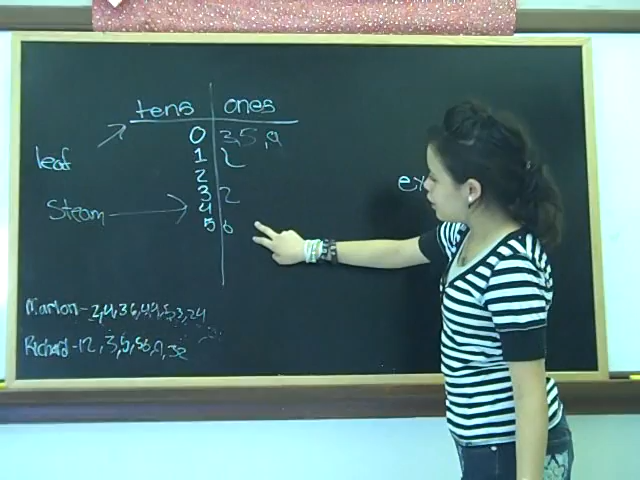 tens ones
0 3,5,9
leaf
1 2
2
3 2
Steam
4
5 6
ex
Marlon - 2,4,36,49,53,24
Richard - 12, 3, 5, 56, 9, 32